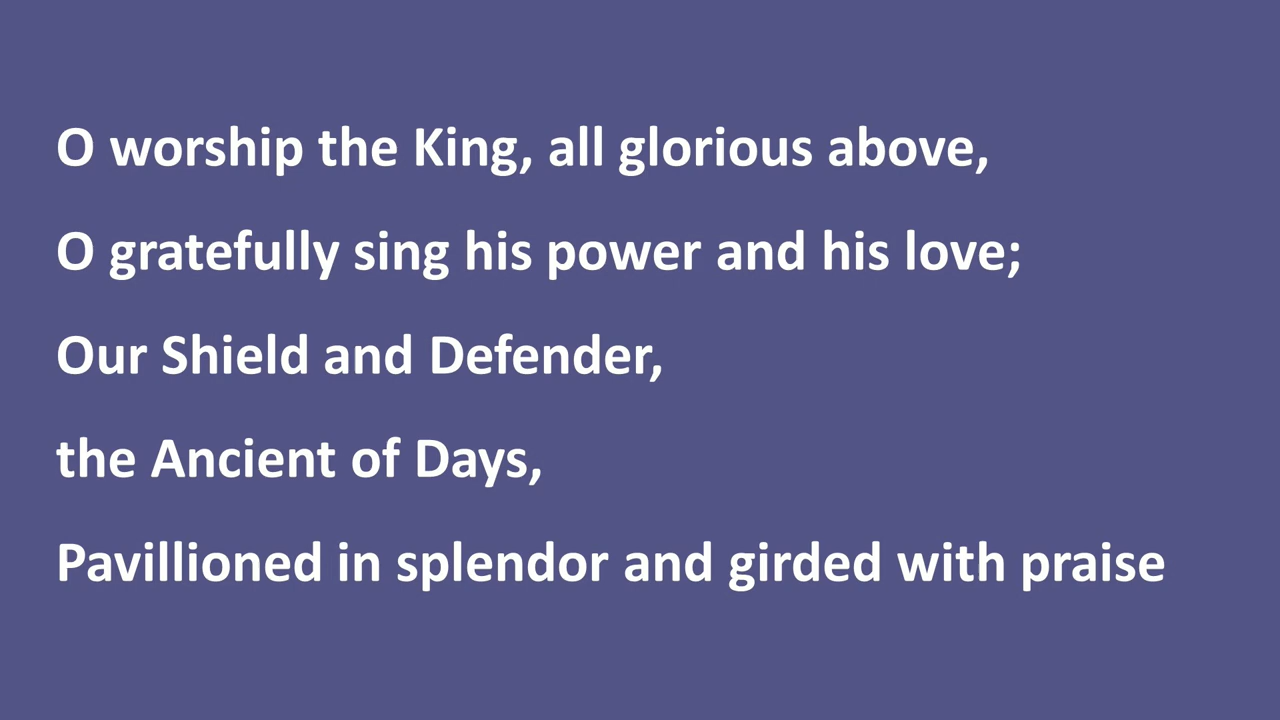 O worship the King, all glorious above,
O gratefully sing his power and his love;
Our Shield and Defender,
the Ancient of Days,
Pavillioned in splendor and girded with praise